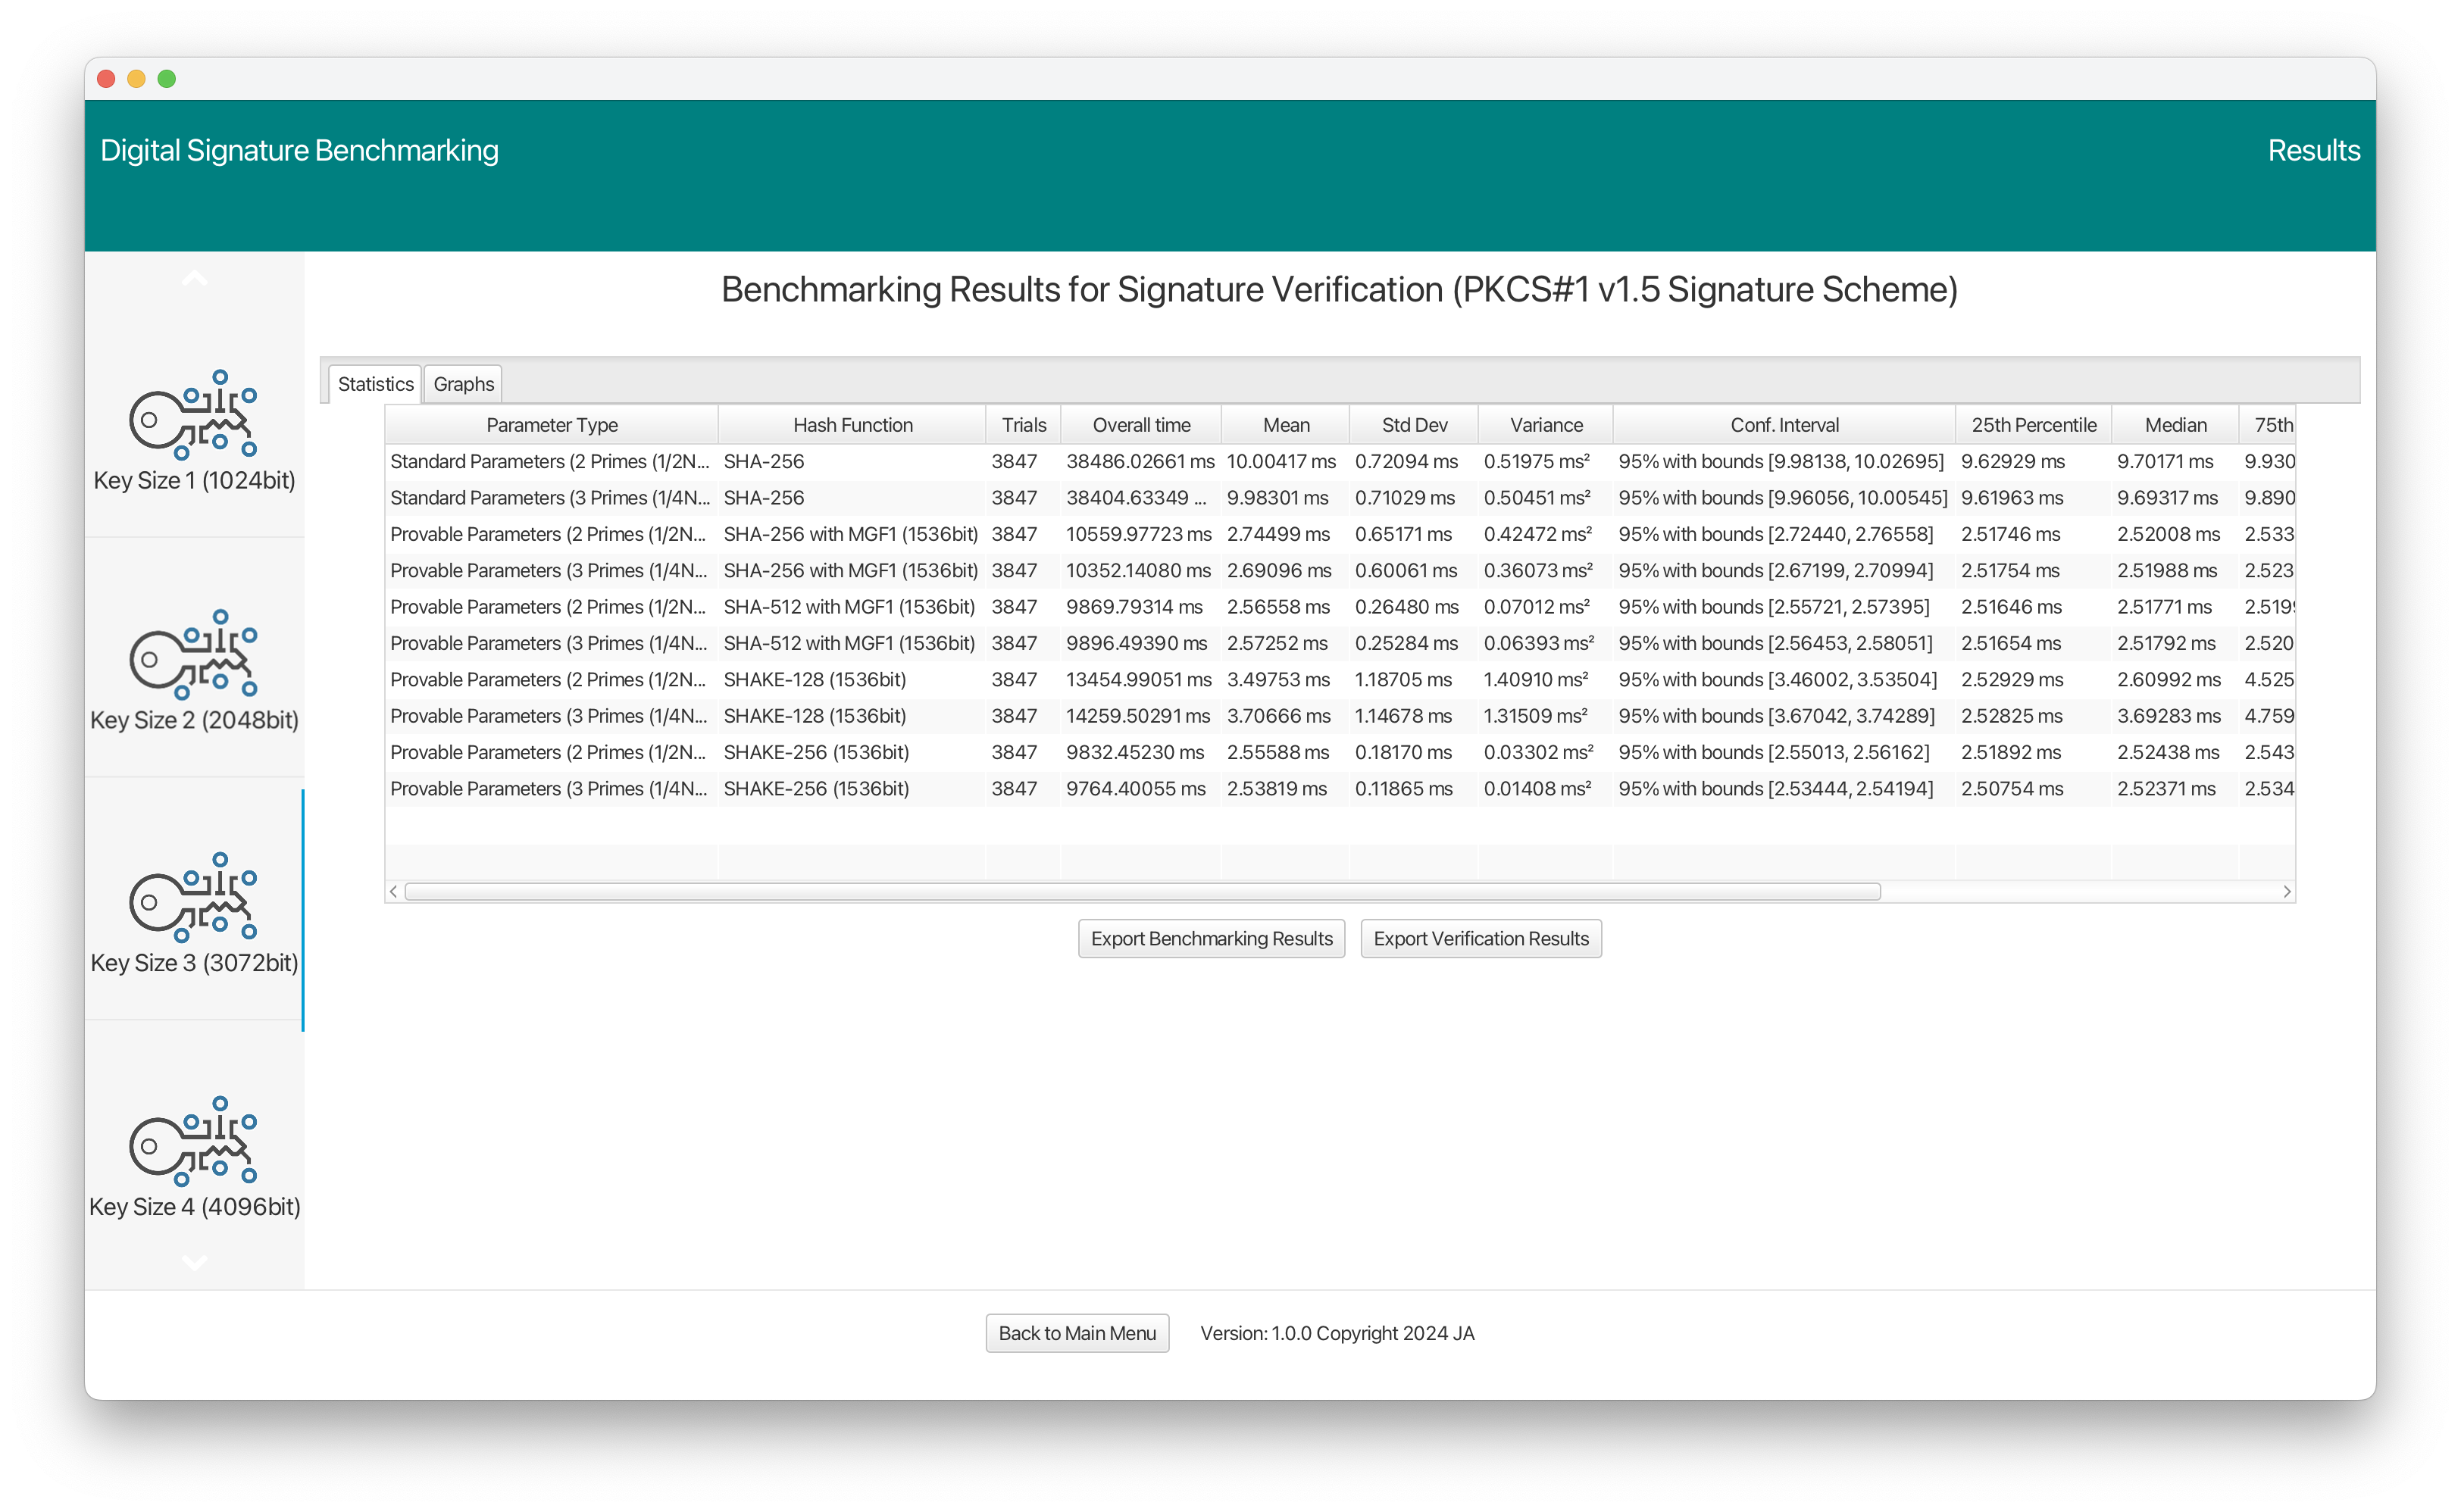 Digital Signature Benchmarking
Results
Key Size 1 (1024bit)
Key Size 2 (2048bit)
Key Size 3 (3072bit)
Key Size 4 (4096bit)
Benchmarking Results for Signature Verification (PKCS#1 v1.5 Signature Scheme)
Statistics Graphs
Parameter Type Hash Function Trials Overall time Mean Std Dev Variance Conf. Interval 25th Percentile Median 75th
Standard Parameters (2 Primes (1/2N... SHA-256 3847 38486.02661 ms 10.00417 ms 0.72094 ms 0.51975 ms² 95% with bounds [9.98138, 10.02695] 9.62929 ms 9.70171 ms 9.930
Standard Parameters (3 Primes (1/4N... SHA-256 3847 38404.63349 ... 9.98301 ms 0.71029 ms 0.50451 ms² 95% with bounds [9.96056, 10.00545] 9.61963 ms 9.69317 ms 9.890
Provable Parameters (2 Primes (1/2N... SHA-256 with MGF1 (1536bit) 3847 10559.97723 ms 2.74499 ms 0.65171 ms 0.42472 ms² 95% with bounds [2.72440, 2.76558] 2.51746 ms 2.52008 ms 2.533
Provable Parameters (3 Primes (1/4N... SHA-256 with MGF1 (1536bit) 3847 10352.14080 ms 2.69096 ms 0.60061 ms 0.36073 ms² 95% with bounds [2.67199, 2.70994] 2.51754 ms 2.51988 ms 2.523
Provable Parameters (2 Primes (1/2N... SHA-512 with MGF1 (1536bit) 3847 9869.79314 ms 2.56558 ms 0.26480 ms 0.07012 ms² 95% with bounds [2.55721, 2.57395] 2.51646 ms 2.51771 ms 2.519
Provable Parameters (3 Primes (1/4N... SHA-512 with MGF1 (1536bit) 3847 9896.49390 ms 2.57252 ms 0.25284 ms 0.06393 ms² 95% with bounds [2.56453, 2.58051] 2.51654 ms 2.51792 ms 2.520
Provable Parameters (2 Primes (1/2N... SHAKE-128 (1536bit) 3847 13454.99051 ms 3.49753 ms 1.18705 ms 1.40910 ms² 95% with bounds [3.46002, 3.53504] 2.52929 ms 2.60992 ms 4.525
Provable Parameters (3 Primes (1/4N... SHAKE-128 (1536bit) 3847 14259.50291 ms 3.70666 ms 1.14678 ms 1.31509 ms² 95% with bounds [3.67042, 3.74289] 2.52825 ms 3.69283 ms 4.759
Provable Parameters (2 Primes (1/2N... SHAKE-256 (1536bit) 3847 9832.45230 ms 2.55588 ms 0.18170 ms 0.03302 ms² 95% with bounds [2.55013, 2.56162] 2.51892 ms 2.52438 ms 2.543
Provable Parameters (3 Primes (1/4N... SHAKE-256 (1536bit) 3847 9764.40055 ms 2.53819 ms 0.11865 ms 0.01408 ms² 95% with bounds [2.53444, 2.54194] 2.50754 ms 2.52371 ms 2.534
Export Benchmarking Results Export Verification Results
Back to Main Menu Version: 1.0.0 Copyright 2024 JA